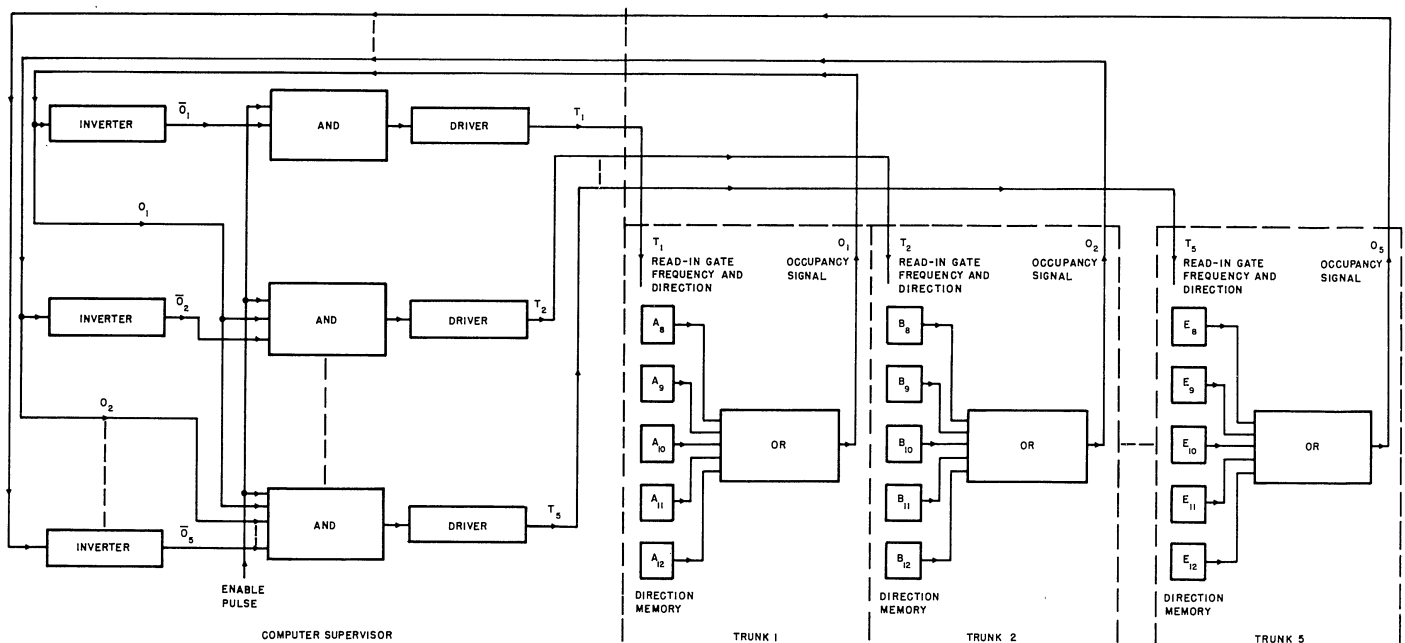 INVERTER
O̅₁
AND
DRIVER
T₁
O₁
INVERTER
O̅₂
AND
DRIVER
T₂
O₂
INVERTER
O̅₅
AND
DRIVER
T₅
ENABLE
PULSE
COMPUTER SUPERVISOR
T₁
O₁
READ-IN GATE
FREQUENCY AND
DIRECTION
OCCUPANCY
SIGNAL
A₈
A₉
A₁₀
A₁₁
A₁₂
OR
DIRECTION
MEMORY
TRUNK 1
T₂
O₂
READ-IN GATE
FREQUENCY AND
DIRECTION
OCCUPANCY
SIGNAL
B₈
B₉
B₁₀
B₁₁
B₁₂
OR
DIRECTION
MEMORY
TRUNK 2
T₅
O₅
READ-IN GATE
FREQUENCY AND
DIRECTION
OCCUPANCY
SIGNAL
E₈
E₉
E₁₀
E₁₁
E₁₂
OR
DIRECTION
MEMORY
TRUNK 5